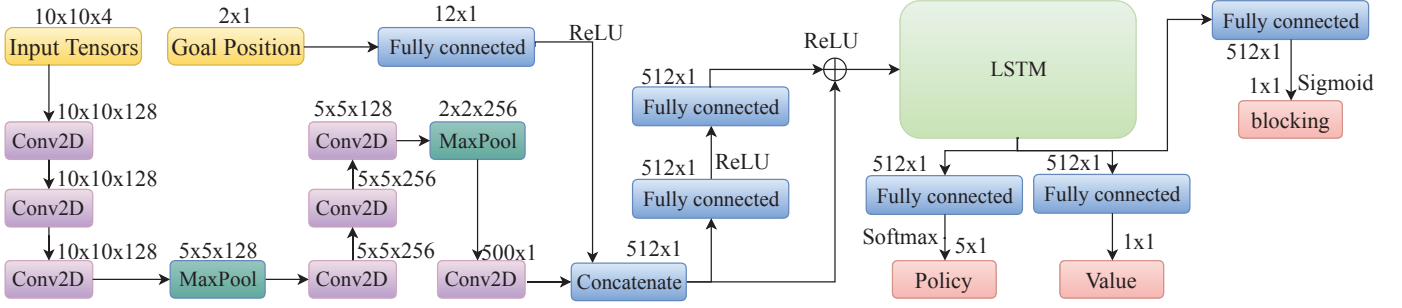 10x10x4
Input Tensors
2x1
Goal Position
12x1
Fully connected
ReLU
10x10x128
Conv2D
10x10x128
Conv2D
10x10x128
Conv2D
5x5x128
MaxPool
5x5x128
Conv2D
5x5x256
Conv2D
5x5x256
Conv2D
2x2x256
MaxPool
500x1
Conv2D
512x1
Concatenate
512x1
Fully connected
ReLU
512x1
Fully connected
ReLU
LSTM
512x1
Fully connected
Softmax
5x1
Policy
512x1
Fully connected
1x1
Value
Fully connected
512x1
1x1
Sigmoid
blocking